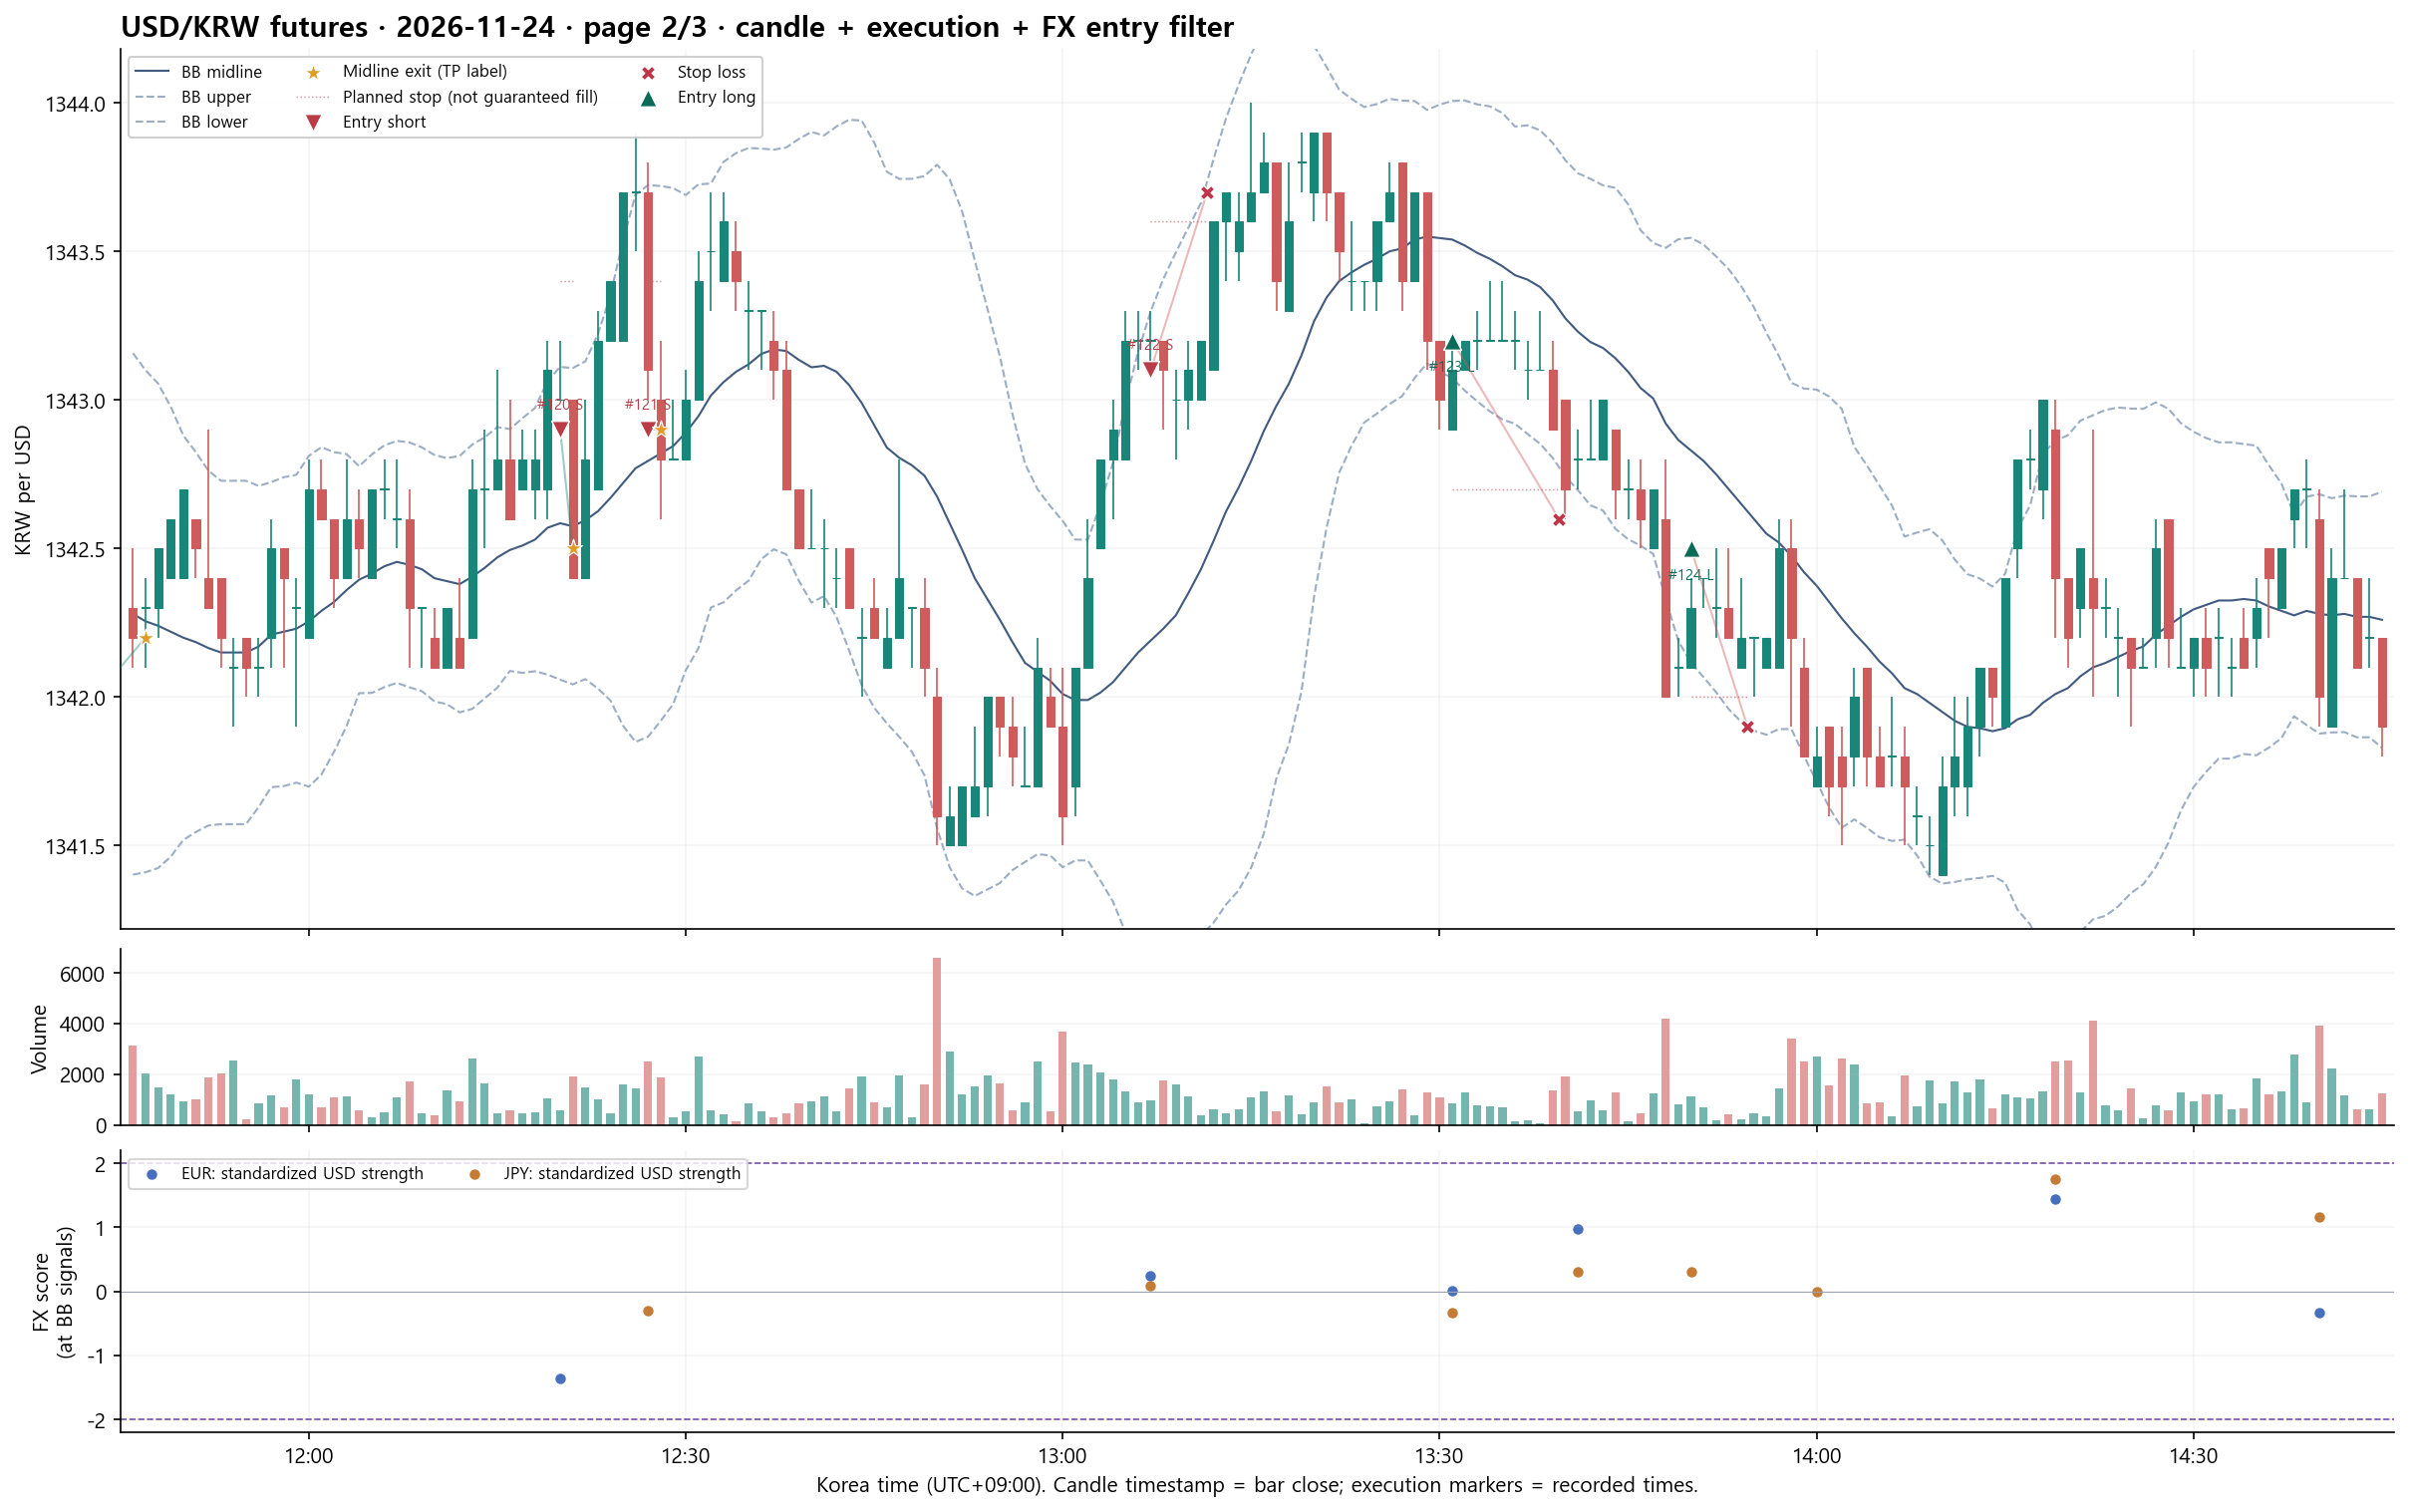 USD/KRW futures · 2026-11-24 · page 2/3 · candle + execution + FX entry filter
BB midline
BB upper
BB lower
Midline exit (TP label)
Planned stop (not guaranteed fill)
Entry short
Stop loss
Entry long
KRW per USD
1344.0
1343.5
1343.0
1342.5
1342.0
1341.5
#120 S
#121 S
#122 S
#123 L
#124 L
Volume
6000
4000
2000
0
EUR: standardized USD strength
JPY: standardized USD strength
FX score
(at BB signals)
2
1
0
-1
-2
12:00
12:30
13:00
13:30
14:00
14:30
Korea time (UTC+09:00). Candle timestamp = bar close; execution markers = recorded times.